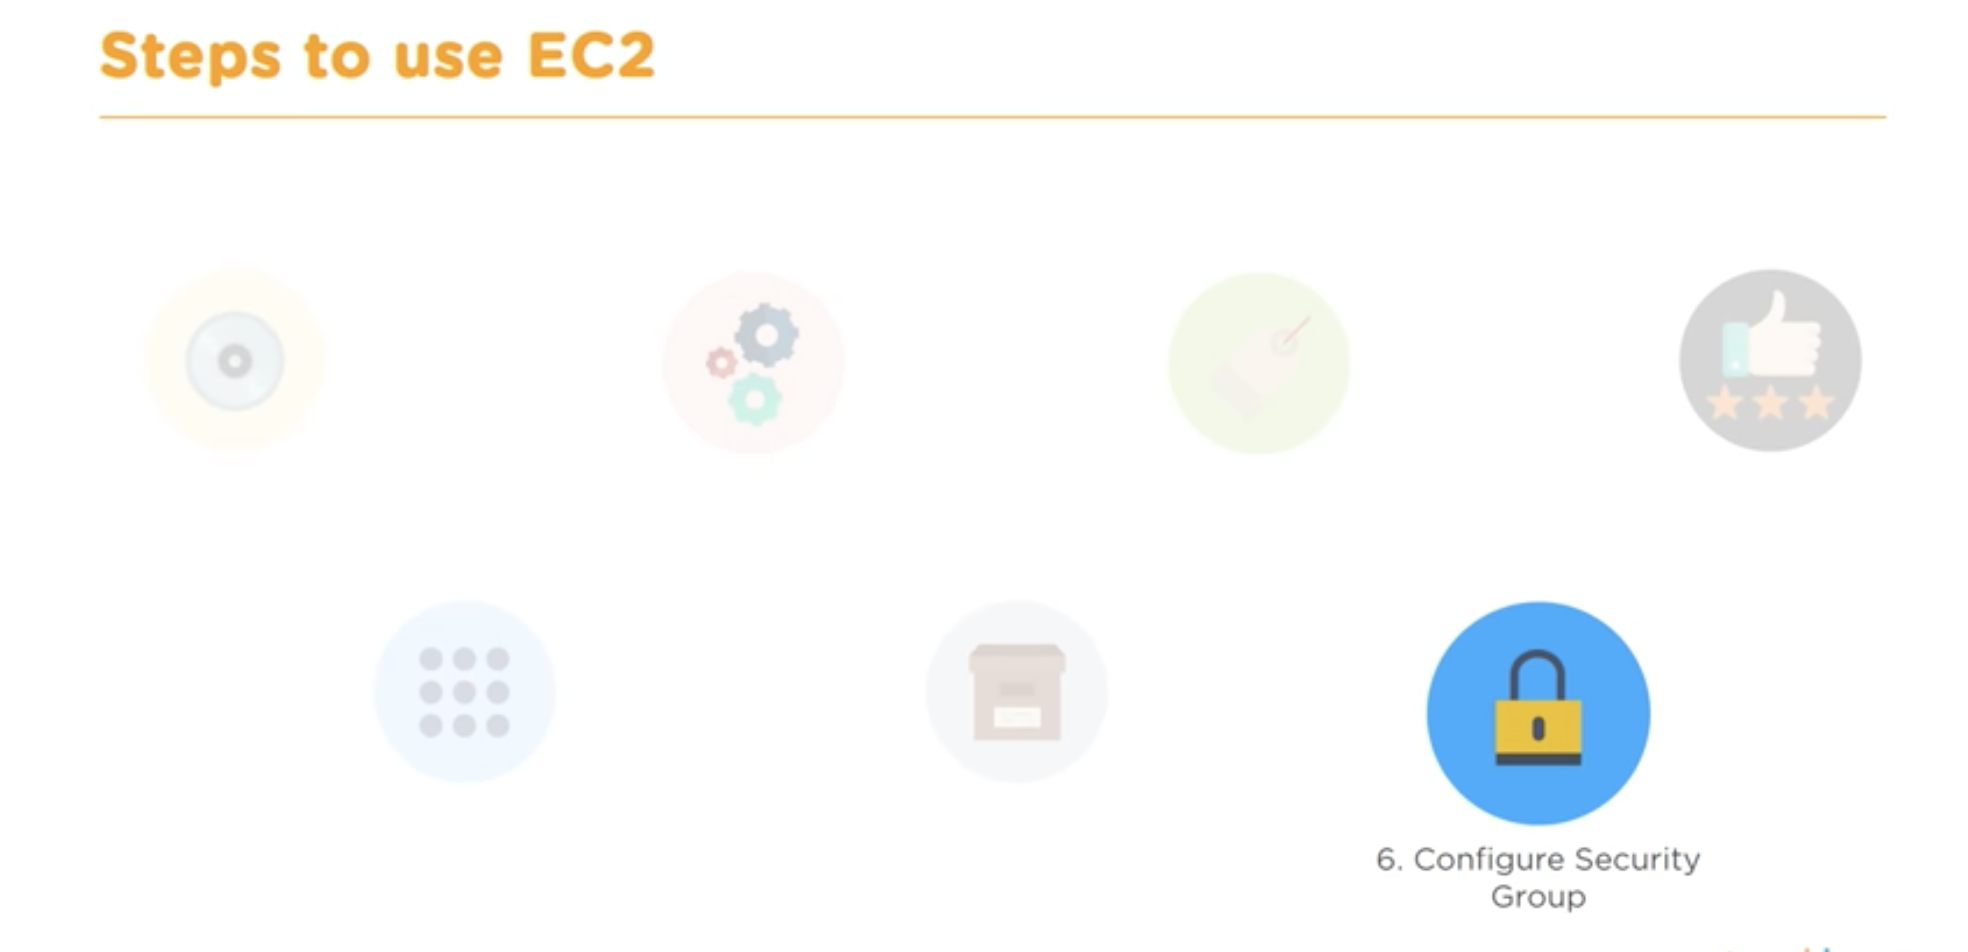 Steps to use EC2
6. Configure Security
Group